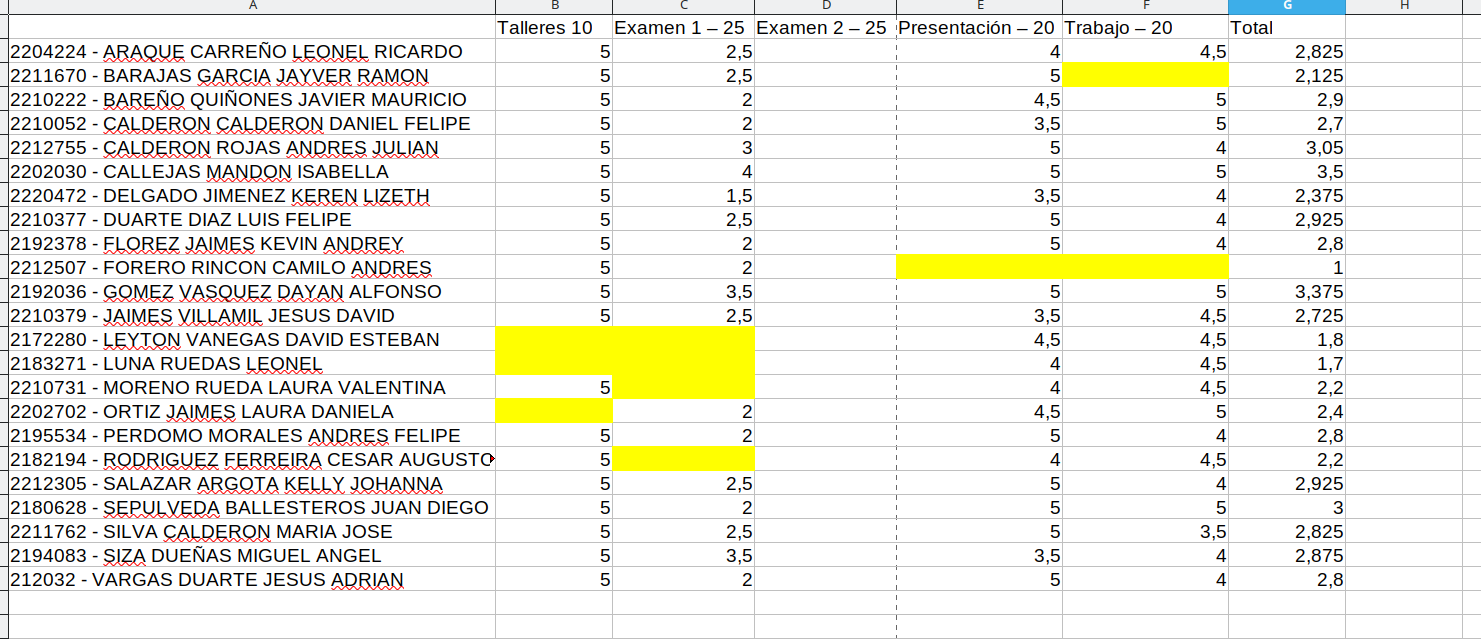 A B C D E F G H
Talleres 10 Examen 1 – 25 Examen 2 – 25 Presentación – 20 Trabajo – 20 Total
2204224 - ARAQUE CARREÑO LEONEL RICARDO 5 2,5 4 4,5 2,825
2211670 - BARAJAS GARCIA JAYVER RAMON 5 2,5 5 2,125
2210222 - BAREÑO QUIÑONES JAVIER MAURICIO 5 2 4,5 5 2,9
2210052 - CALDERON CALDERON DANIEL FELIPE 5 2 3,5 5 2,7
2212755 - CALDERON ROJAS ANDRES JULIAN 5 3 5 4 3,05
2202030 - CALLEJAS MANDON ISABELLA 5 4 5 5 3,5
2220472 - DELGADO JIMENEZ KEREN LIZETH 5 1,5 3,5 4 2,375
2210377 - DUARTE DIAZ LUIS FELIPE 5 2,5 5 4 2,925
2192378 - FLOREZ JAIMES KEVIN ANDREY 5 2 5 4 2,8
2212507 - FORERO RINCON CAMILO ANDRES 5 2 1
2192036 - GOMEZ VASQUEZ DAYAN ALFONSO 5 3,5 5 5 3,375
2210379 - JAIMES VILLAMIL JESUS DAVID 5 2,5 3,5 4,5 2,725
2172280 - LEYTON VANEGAS DAVID ESTEBAN 4,5 4,5 1,8
2183271 - LUNA RUEDAS LEONEL 4 4,5 1,7
2210731 - MORENO RUEDA LAURA VALENTINA 5 4 4,5 2,2
2202702 - ORTIZ JAIMES LAURA DANIELA 2 4,5 5 2,4
2195534 - PERDOMO MORALES ANDRES FELIPE 5 2 5 4 2,8
2182194 - RODRIGUEZ FERREIRA CESAR AUGUSTO 5 4 4,5 2,2
2212305 - SALAZAR ARGOTA KELLY JOHANNA 5 2,5 5 4 2,925
2180628 - SEPULVEDA BALLESTEROS JUAN DIEGO 5 2 5 5 3
2211762 - SILVA CALDERON MARIA JOSE 5 2,5 5 3,5 2,825
2194083 - SIZA DUEÑAS MIGUEL ANGEL 5 3,5 3,5 4 2,875
212032 - VARGAS DUARTE JESUS ADRIAN 5 2 5 4 2,8